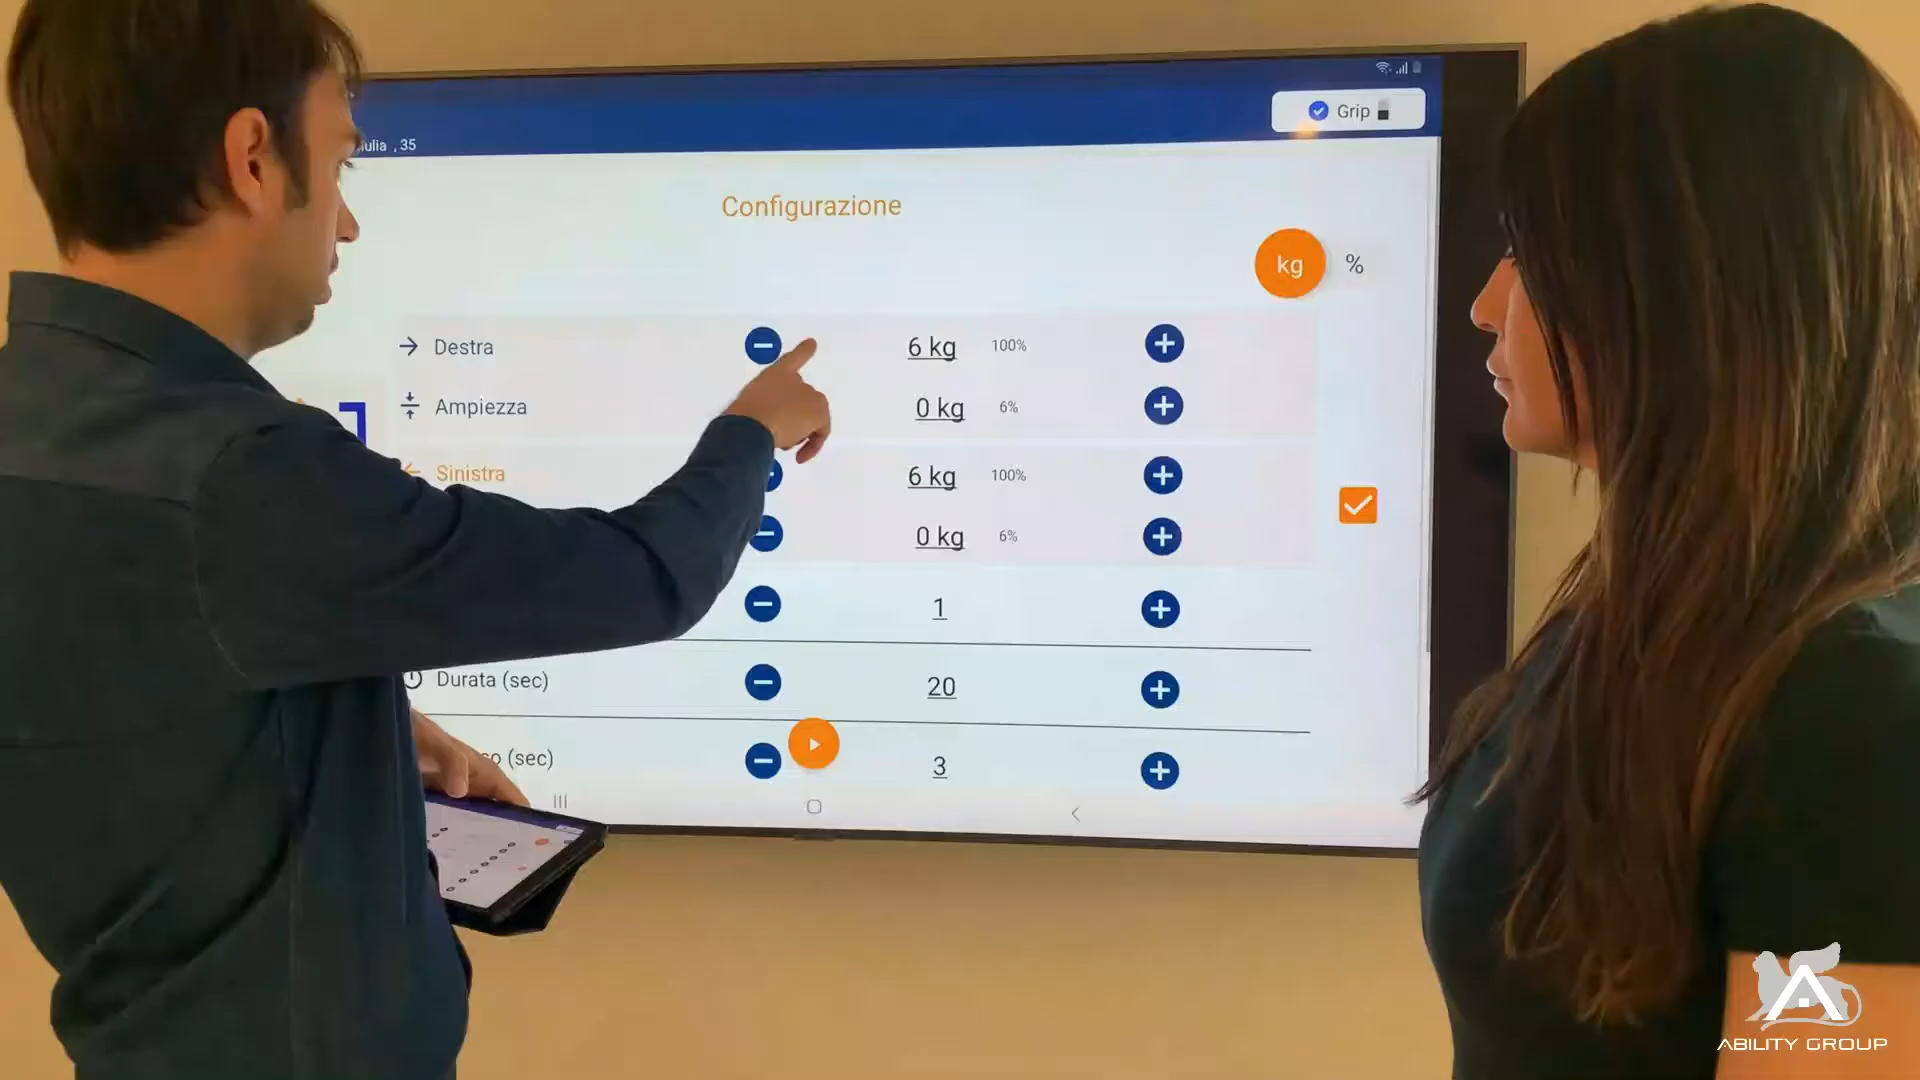 Grip
, 35
Configurazione
kg %
Destra 6 kg 100%
Ampiezza 0 kg 6%
Sinistra 6 kg 100%
0 kg 6%
1
Durata (sec) 20
(sec) 3
ABILITY GROUP